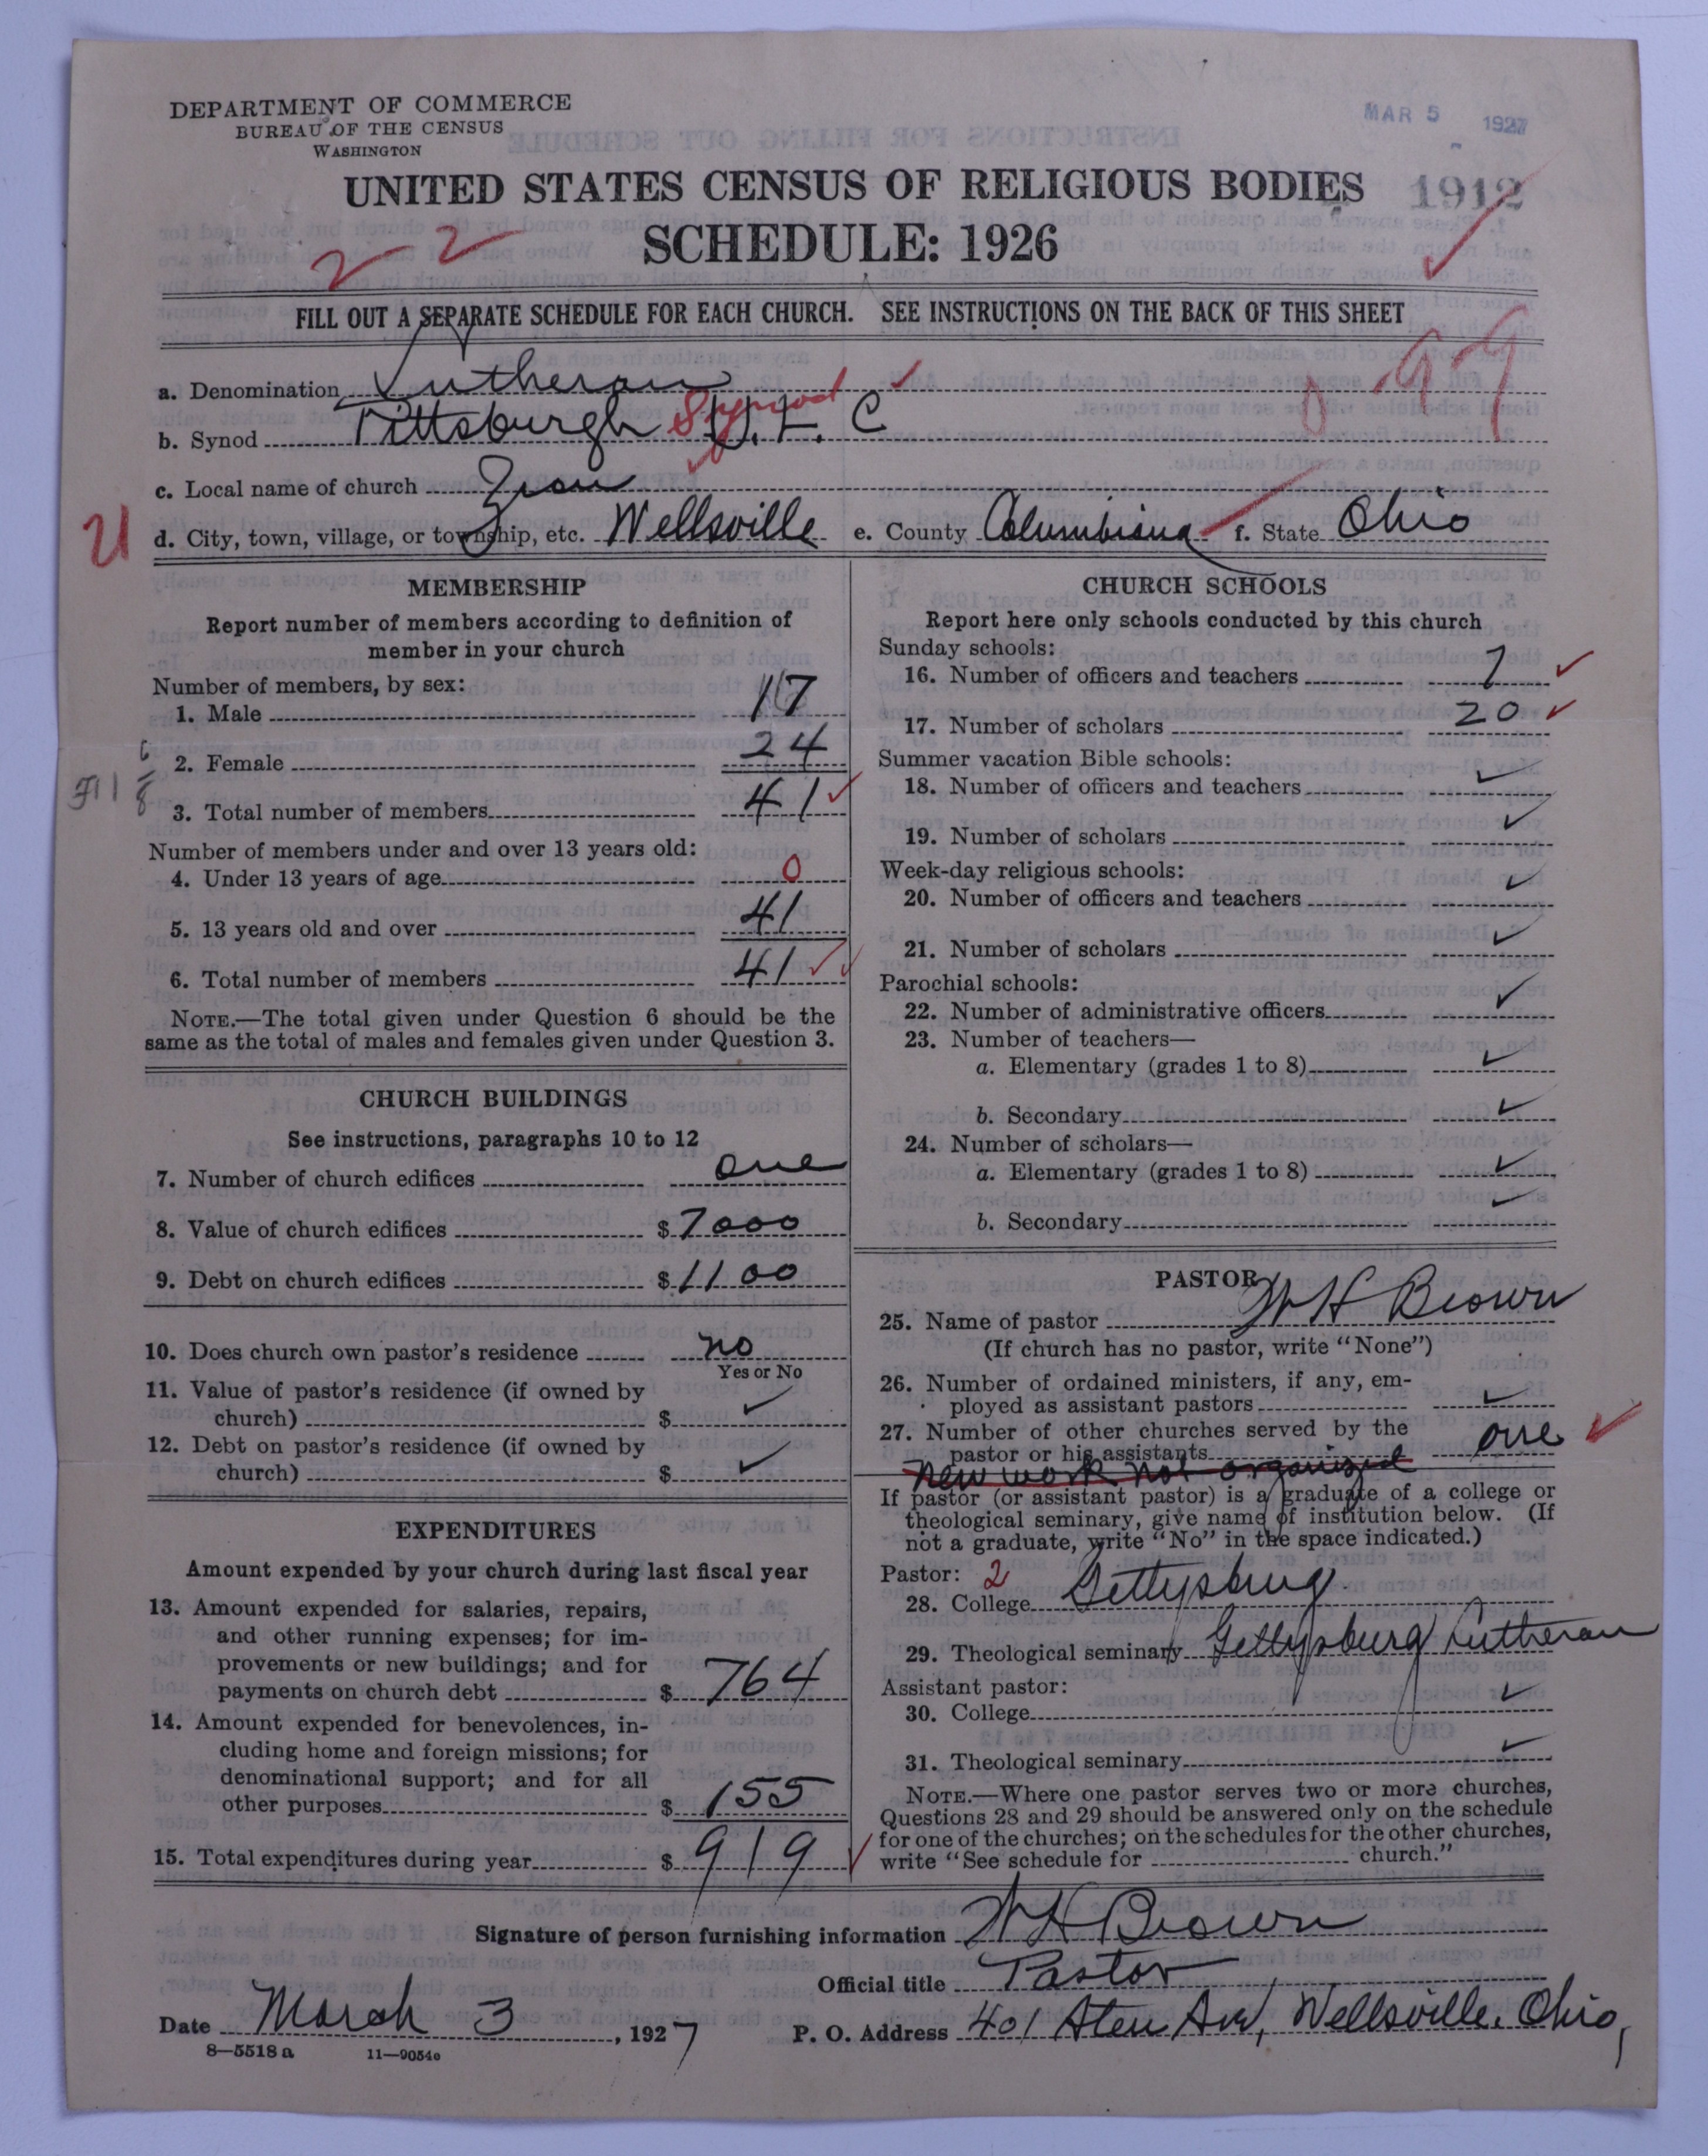 DEPARTMENT OF COMMERCE
BUREAU OF THE CENSUS
WASHINGTON
MAR 5 1927
UNITED STATES CENSUS OF RELIGIOUS BODIES
1912
SCHEDULE: 1926
2-2
FILL OUT A SEPARATE SCHEDULE FOR EACH CHURCH. SEE INSTRUCTIONS ON THE BACK OF THIS SHEET
0-99
a. Denomination Lutheran
b. Synod Pittsburgh Synod U. L. C
c. Local name of church Zion
21 d. City, town, village, or township, etc. Wellsville e. County Columbiana f. State Ohio
MEMBERSHIP
Report number of members according to definition of
member in your church
Number of members, by sex:
1. Male 17
2. Female 24
3. Total number of members 41
Number of members under and over 13 years old:
4. Under 13 years of age 0
5. 13 years old and over 41
6. Total number of members 41
NOTE.—The total given under Question 6 should be the
same as the total of males and females given under Question 3.
CHURCH BUILDINGS
See instructions, paragraphs 10 to 12
7. Number of church edifices one
8. Value of church edifices $ 7000
9. Debt on church edifices $ 1100
10. Does church own pastor's residence no
Yes or No
11. Value of pastor's residence (if owned by
church) $ ✓
12. Debt on pastor's residence (if owned by
church) $ ✓
EXPENDITURES
Amount expended by your church during last fiscal year
13. Amount expended for salaries, repairs,
and other running expenses; for im-
provements or new buildings; and for
payments on church debt $ 764
14. Amount expended for benevolences, in-
cluding home and foreign missions; for
denominational support; and for all
other purposes $ 155
15. Total expenditures during year $ 919
CHURCH SCHOOLS
Report here only schools conducted by this church
Sunday schools:
16. Number of officers and teachers 7
17. Number of scholars 20
Summer vacation Bible schools:
18. Number of officers and teachers ✓
19. Number of scholars ✓
Week-day religious schools:
20. Number of officers and teachers ✓
21. Number of scholars ✓
Parochial schools:
22. Number of administrative officers ✓
23. Number of teachers—
a. Elementary (grades 1 to 8) ✓
b. Secondary ✓
24. Number of scholars—
a. Elementary (grades 1 to 8) ✓
b. Secondary ✓
PASTOR
25. Name of pastor W H Brown
(If church has no pastor, write "None")
26. Number of ordained ministers, if any, em-
ployed as assistant pastors ✓
27. Number of other churches served by the
pastor or his assistants one
new work not organized
If pastor (or assistant pastor) is a graduate of a college or
theological seminary, give name of institution below. (If
not a graduate, write "No" in the space indicated.)
Pastor: 2
28. College Gettysburg
29. Theological seminary Gettysburg Lutheran
Assistant pastor:
30. College ✓
31. Theological seminary ✓
NOTE.—Where one pastor serves two or more churches,
Questions 28 and 29 should be answered only on the schedule
for one of the churches; on the schedules for the other churches,
write "See schedule for church."
Signature of person furnishing information W H Brown
Official title Pastor
Date March 3, 1927 P. O. Address 401 Aten Ave, Wellsville, Ohio,
8—5518 a 11—9054o